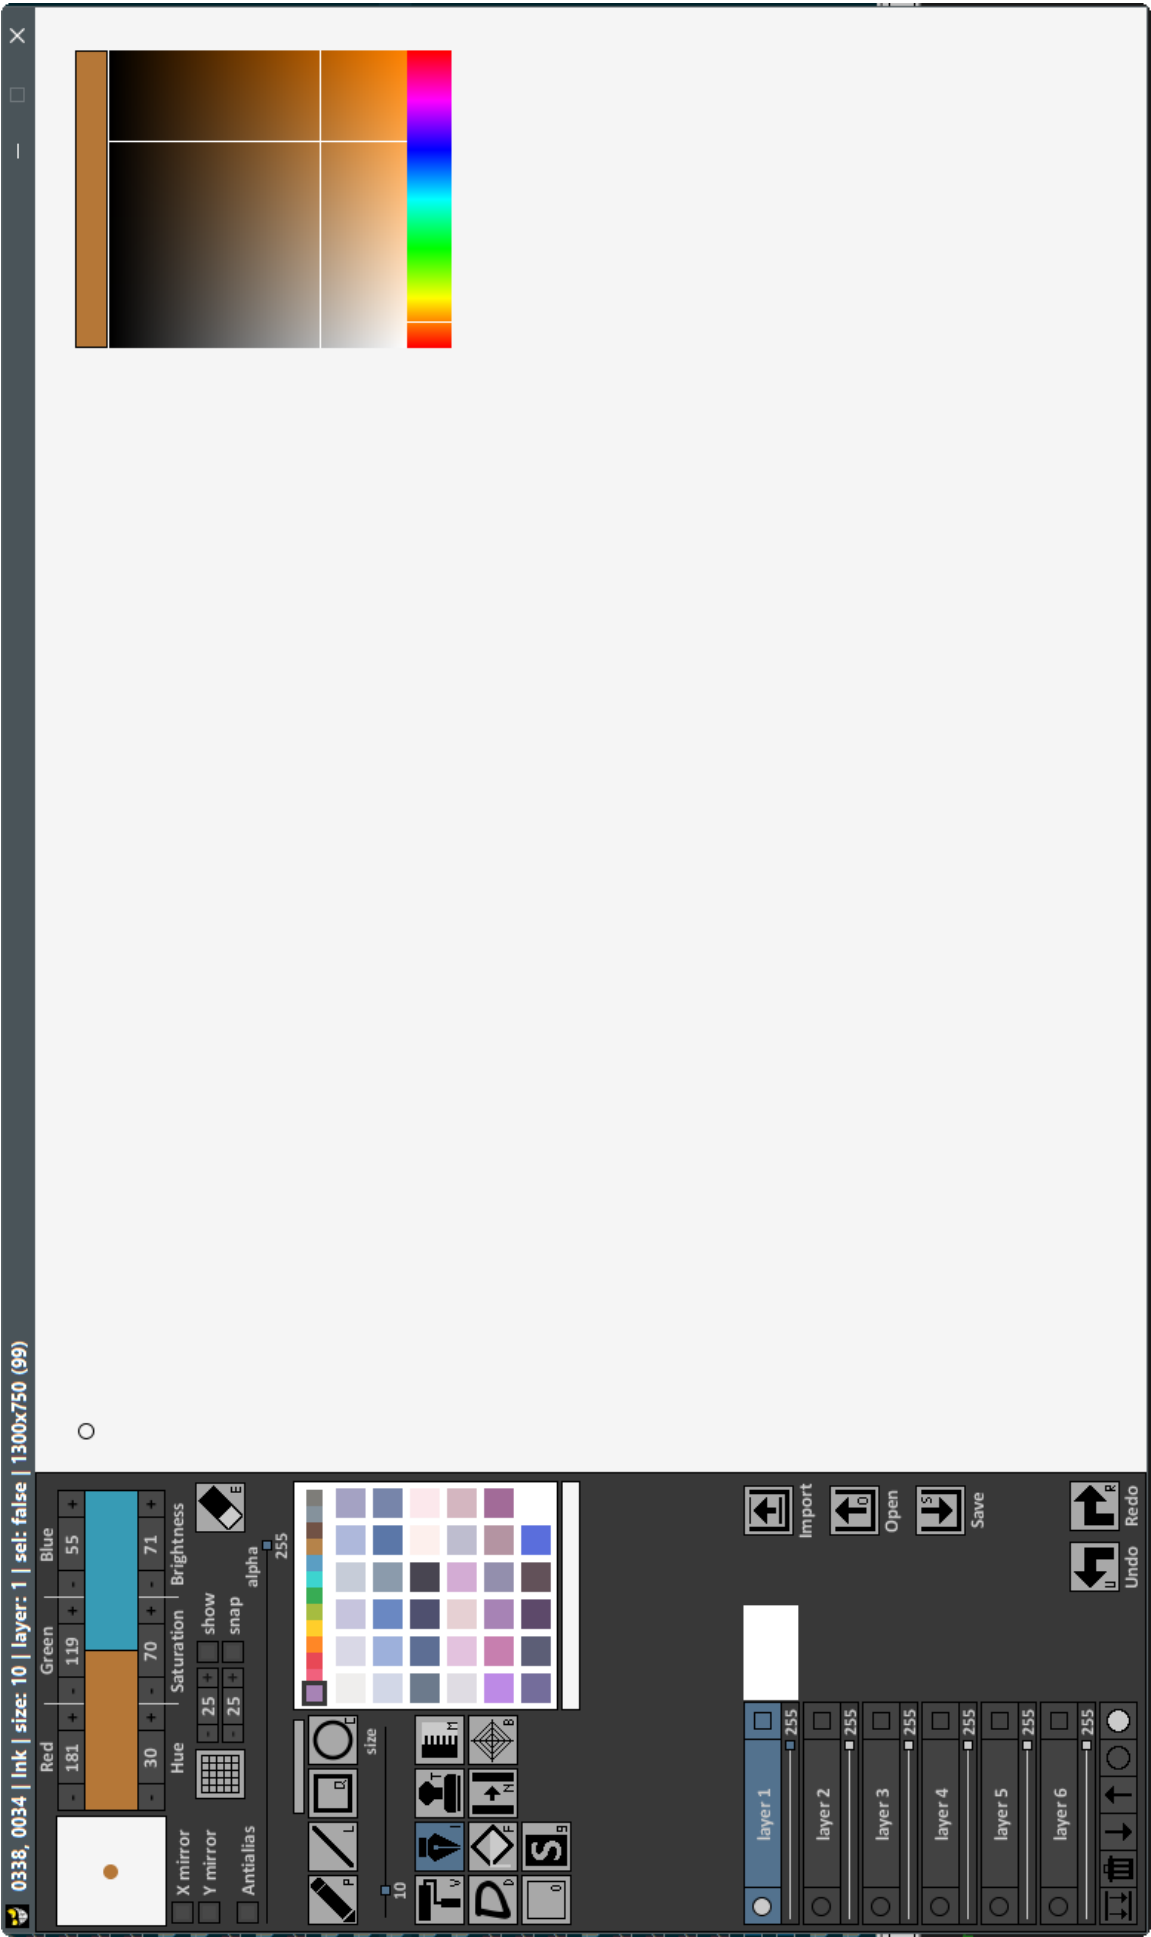 0338, 0034 | Ink | size: 10 | layer: 1 | sel: false | 1300x750 (99)
Red Green Blue
- 181 + - 119 + - 55 +
- 30 + - 70 + - 71 +
Hue Saturation Brightness
X mirror
Y mirror
- 25 + show
- 25 + snap
Antialias
E
alpha
255
P L Q C
size
10
V I T M
D F N B
O g
layer 1
255
layer 2
255
layer 3
255
layer 4
255
layer 5
255
layer 6
255
Import
O
Open
S
Save
U R
Undo Redo